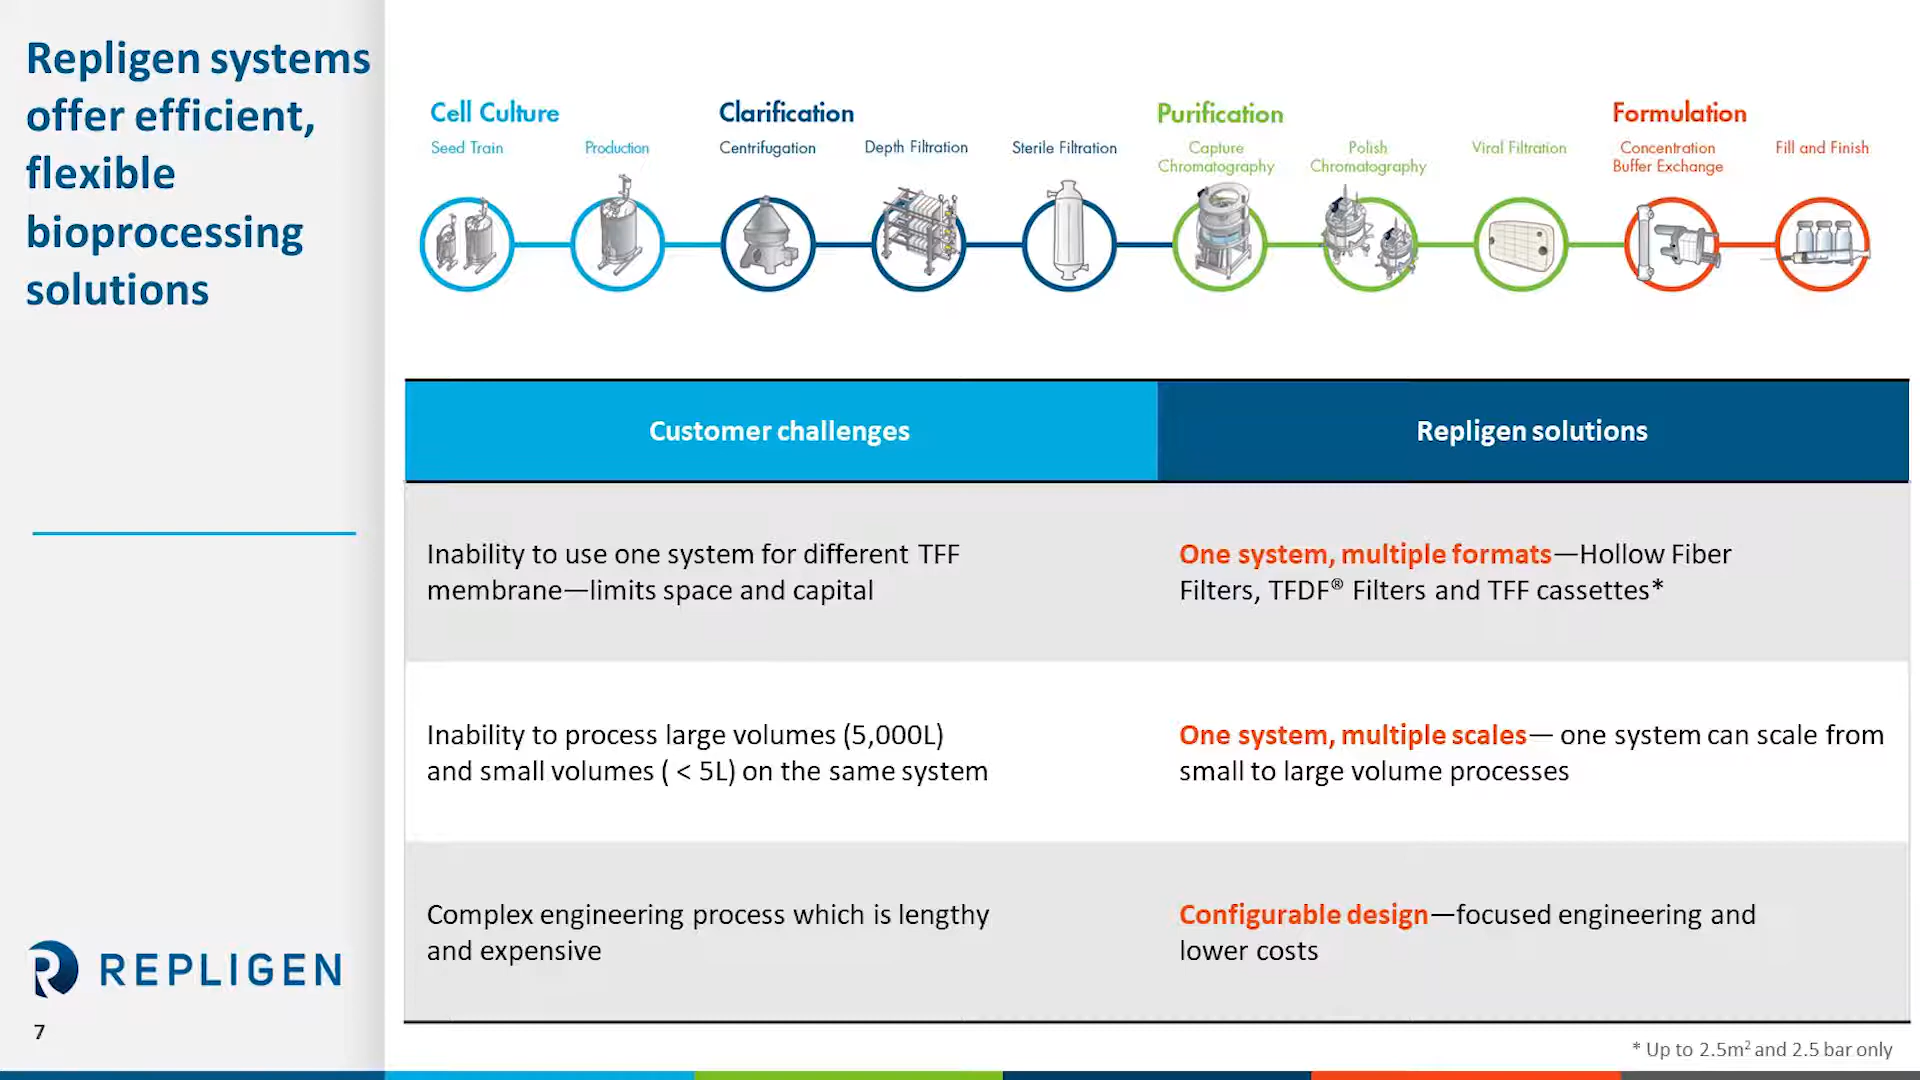 Repligen systems
offer efficient,
flexible
bioprocessing
solutions
Cell Culture
Seed Train
Production
Clarification
Centrifugation
Depth Filtration
Sterile Filtration
Purification
Capture
Chromatography
Polish
Chromatography
Viral Filtration
Formulation
Concentration
Buffer Exchange
Fill and Finish
Customer challenges
Repligen solutions
Inability to use one system for different TFF
membrane—limits space and capital
One system, multiple formats—Hollow Fiber
Filters, TFDF® Filters and TFF cassettes*
Inability to process large volumes (5,000L)
and small volumes ( < 5L) on the same system
One system, multiple scales— one system can scale from
small to large volume processes
Complex engineering process which is lengthy
and expensive
Configurable design—focused engineering and
lower costs
REPLIGEN
7
* Up to 2.5m² and 2.5 bar only